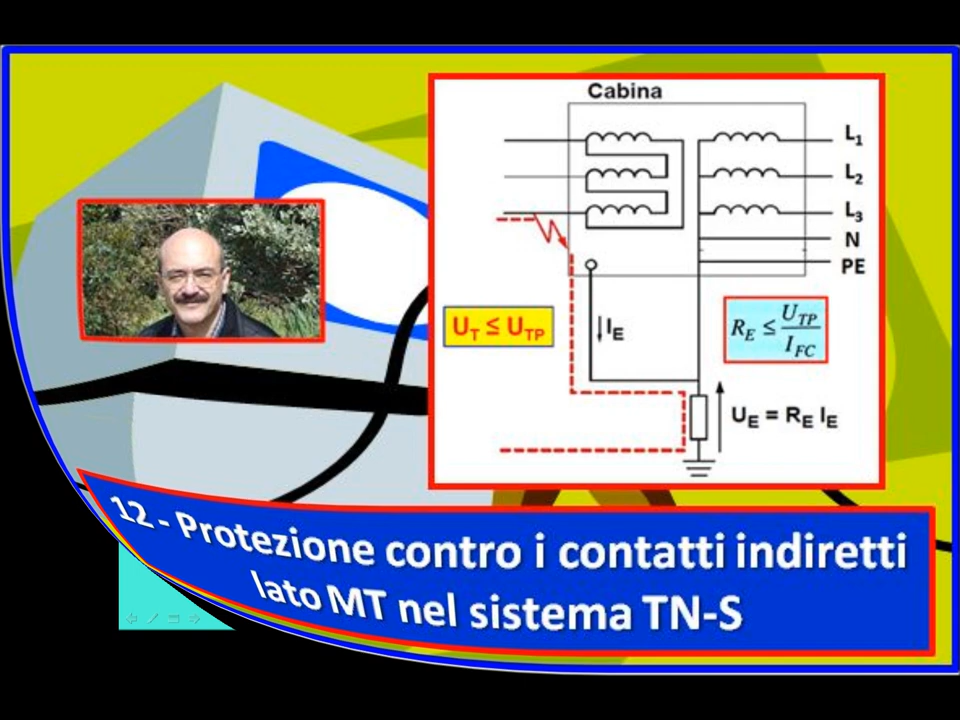 Cabina
L1
L2
L3
N
PE
UT ≤ UTP
IE
RE ≤ UTP / IFC
UE = RE IE
12 - Protezione contro i contatti indiretti
lato MT nel sistema TN-S